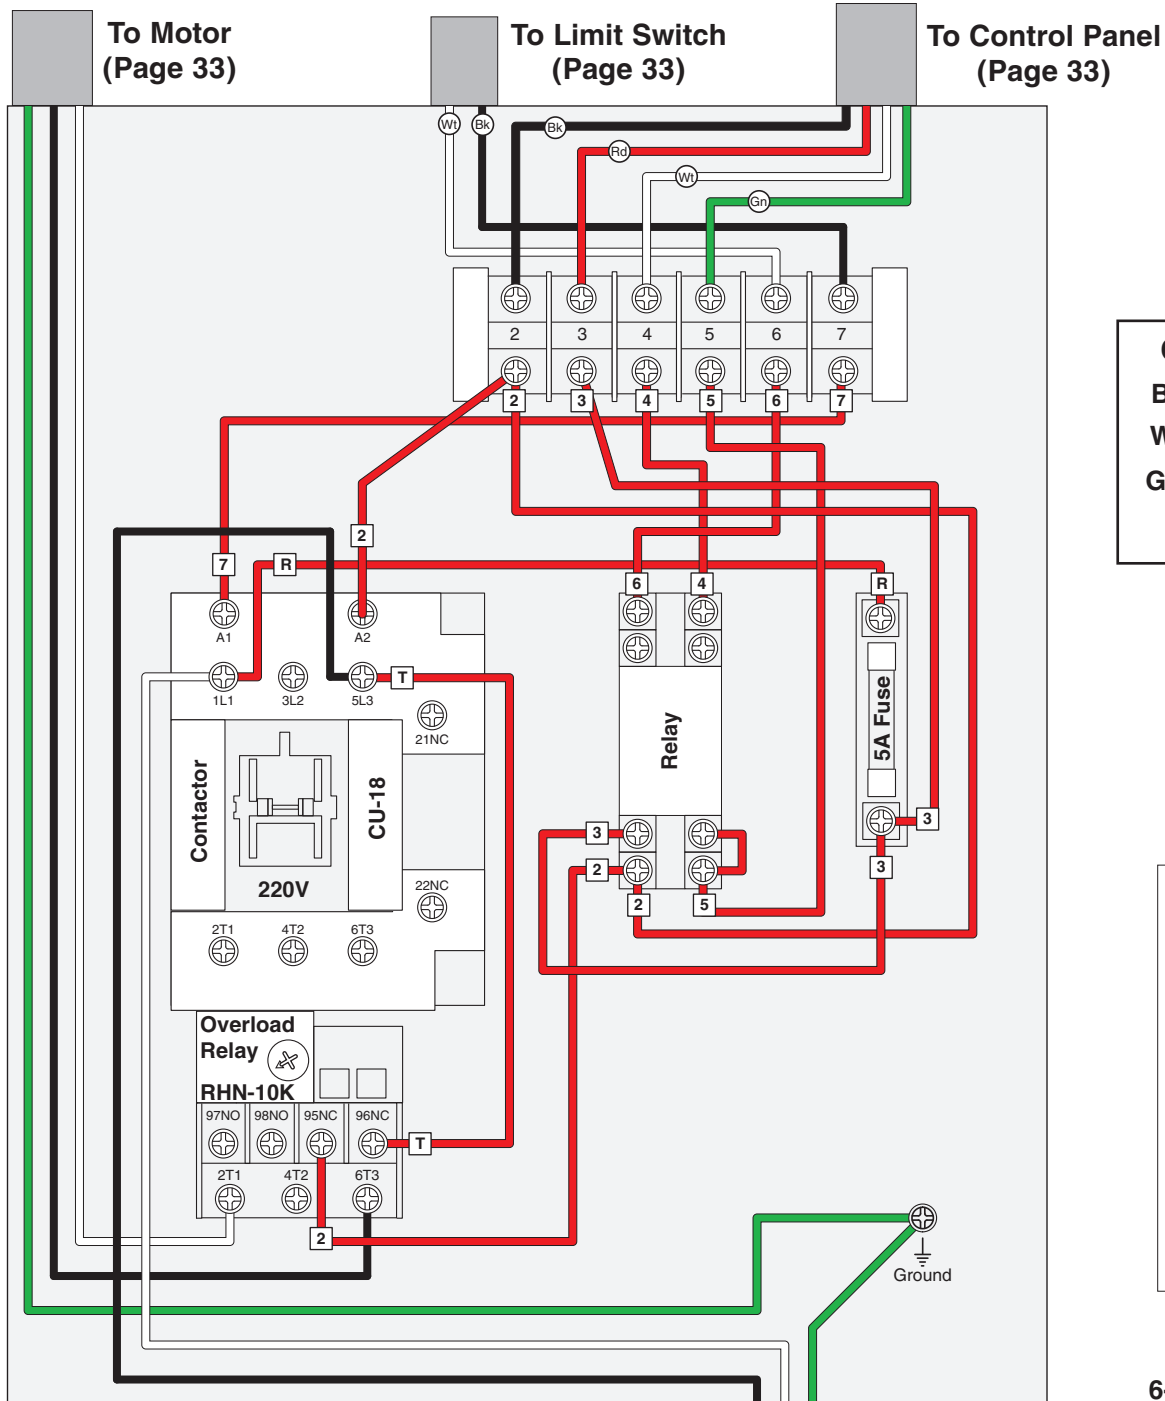 To Motor
(Page 33)
To Limit Switch
(Page 33)
To Control Panel
(Page 33)
Wt
Bk
Bk
Rd
Wt
Gn
2 3 4 5 6 7
2 3 4 5 6 7
2
7
R
6
4
R
A1
A2
T
1L1
3L2
5L3
21NC
Contactor
CU-18
220V
Relay
5A Fuse
3
3
2
3
22NC
2
5
2T1
4T2
6T3
Overload
Relay
RHN-10K
97NO
98NO
95NC
96NC
T
2T1
4T2
6T3
2
Ground
B
W
G
6